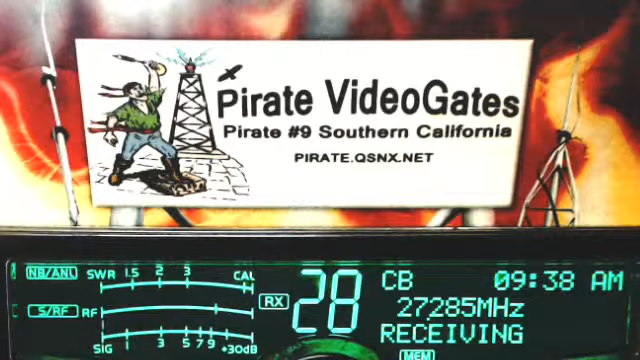 Pirate VideoGates
Pirate #9 Southern California
PIRATE.QSNX.NET
NB/ANL SWR 1.5 2 3 CAL
S/RF RF
SIG 1 3 5 7 9 +30dB
RX 28
CB 09:38 AM
27285MHz
RECEIVING
MEM